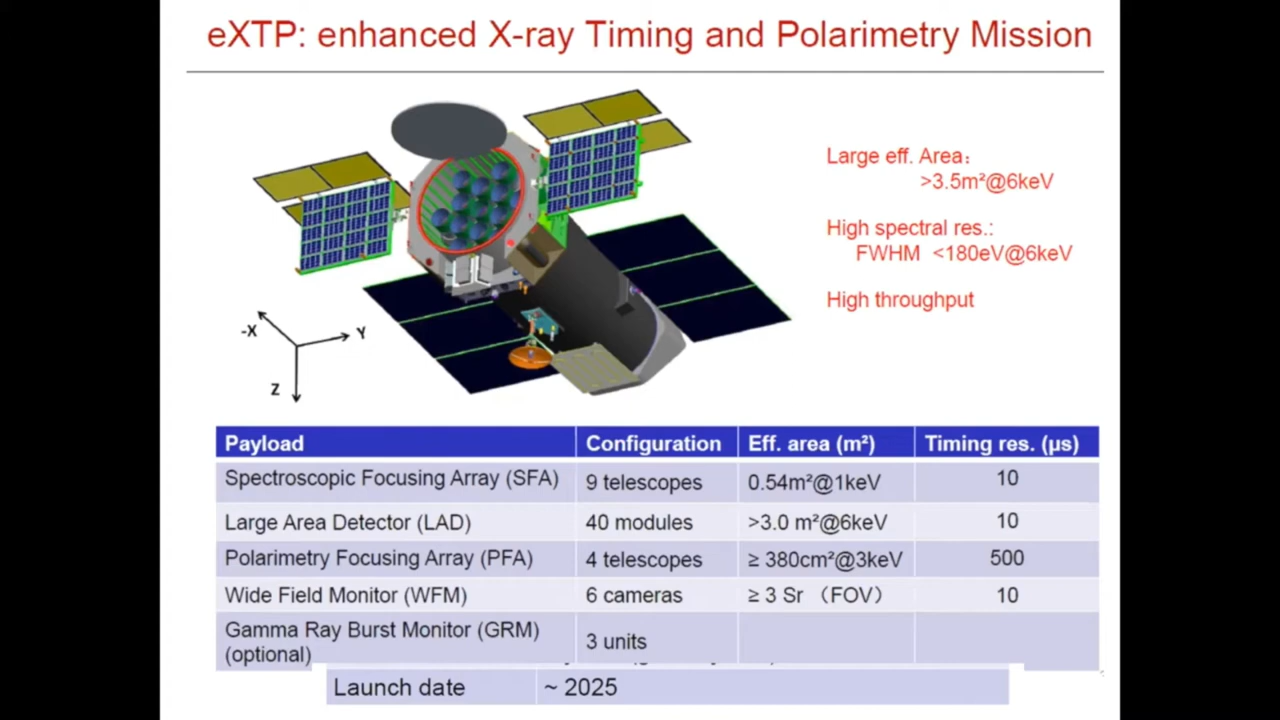 eXTP: enhanced X-ray Timing and Polarimetry Mission
Large eff. Area：
>3.5m²@6keV
High spectral res.:
FWHM <180eV@6keV
High throughput
-X
Y
Z
Payload Configuration Eff. area (m²) Timing res. (μs)
Spectroscopic Focusing Array (SFA) 9 telescopes 0.54m²@1keV 10
Large Area Detector (LAD) 40 modules >3.0 m²@6keV 10
Polarimetry Focusing Array (PFA) 4 telescopes ≥ 380cm²@3keV 500
Wide Field Monitor (WFM) 6 cameras ≥ 3 Sr （FOV） 10
Gamma Ray Burst Monitor (GRM)
(optional) 3 units
Launch date ~ 2025